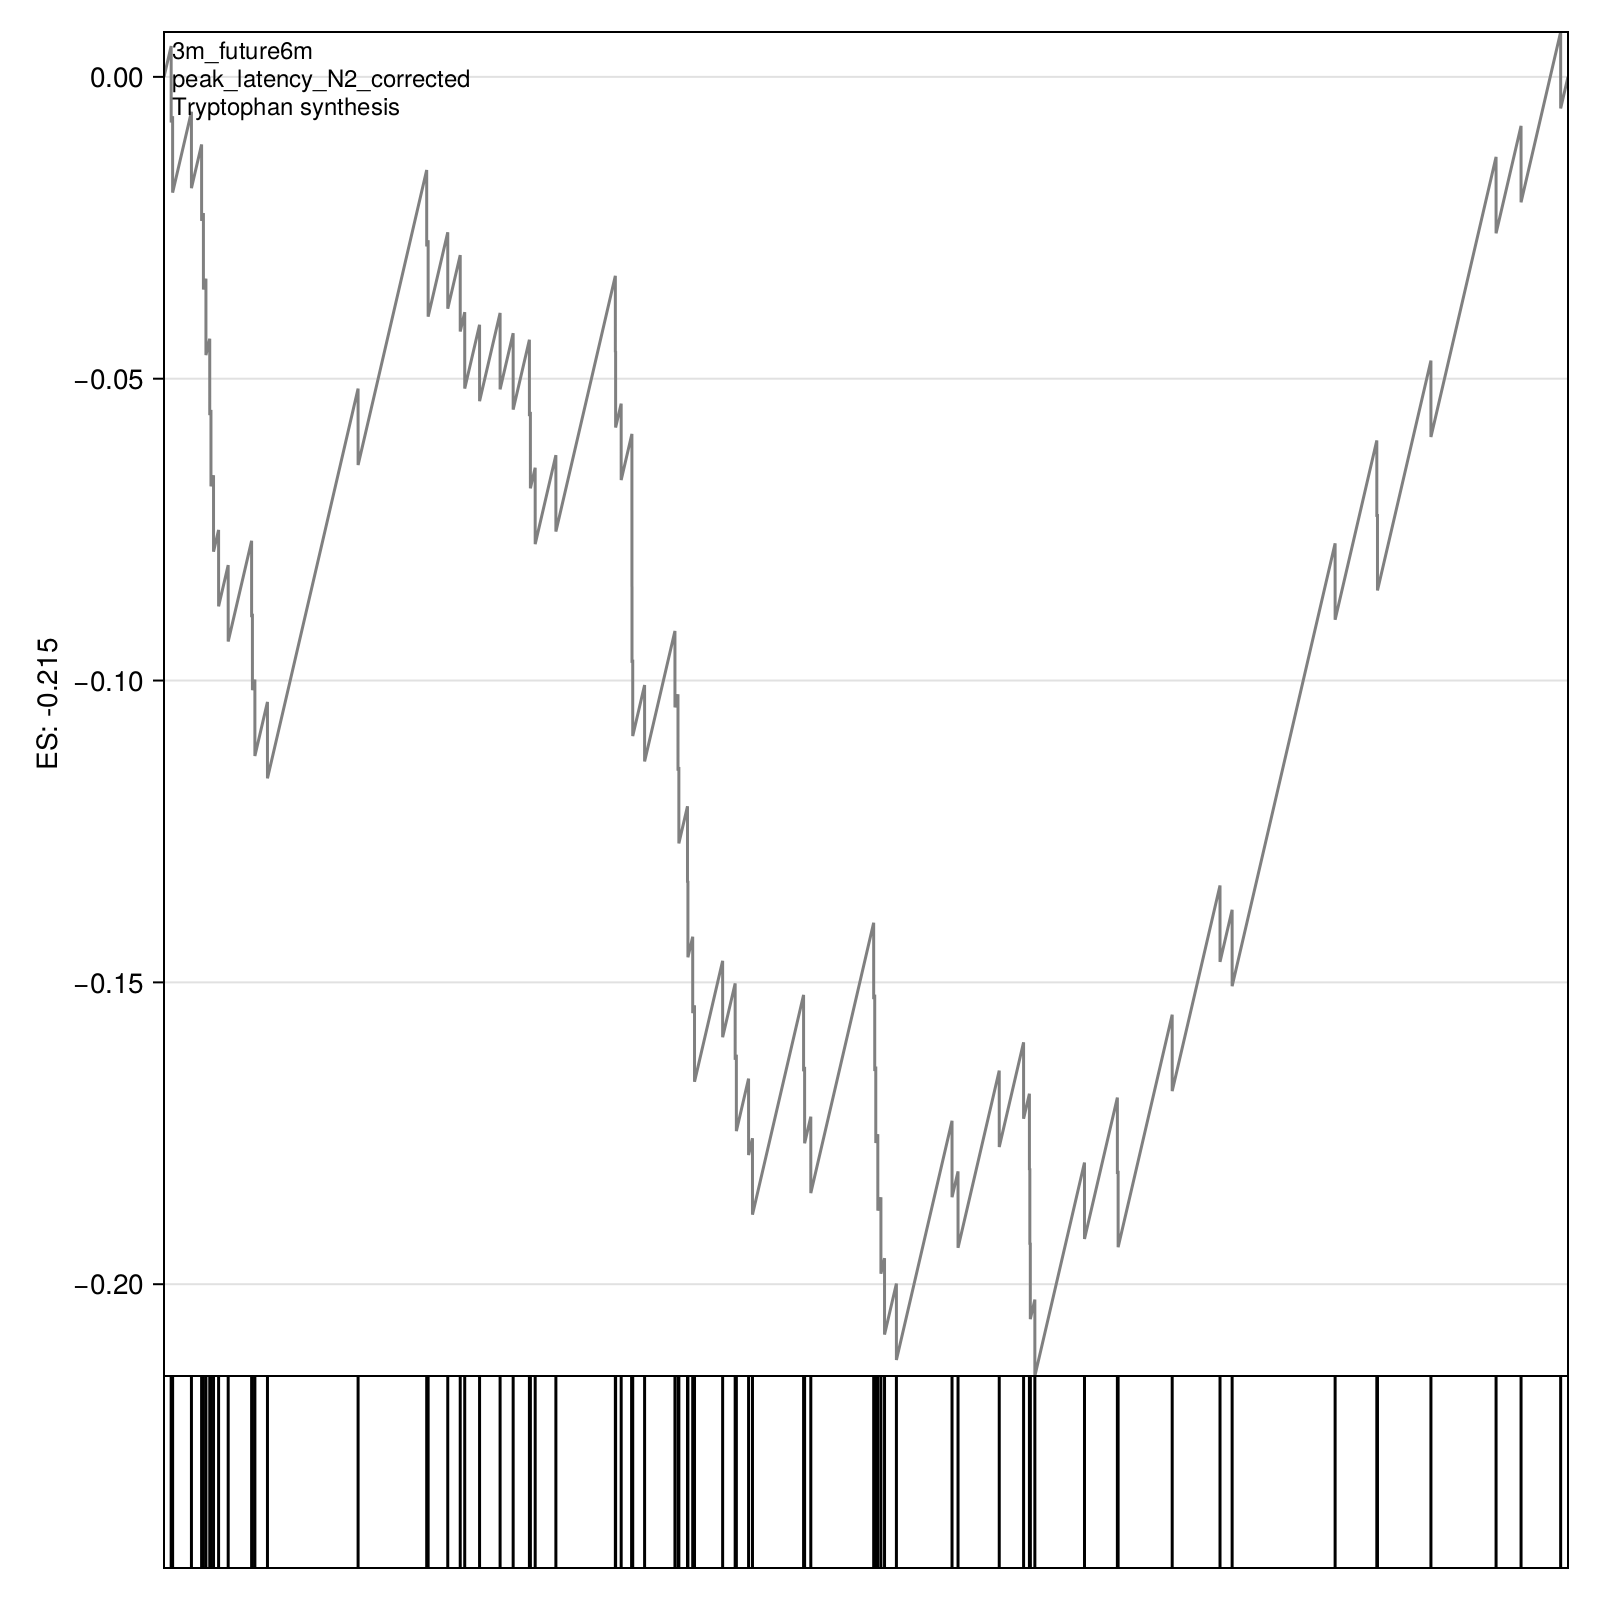 3m_future6m
peak_latency_N2_corrected
Tryptophan synthesis
0.00
−0.05
−0.10
−0.15
−0.20
ES: -0.215